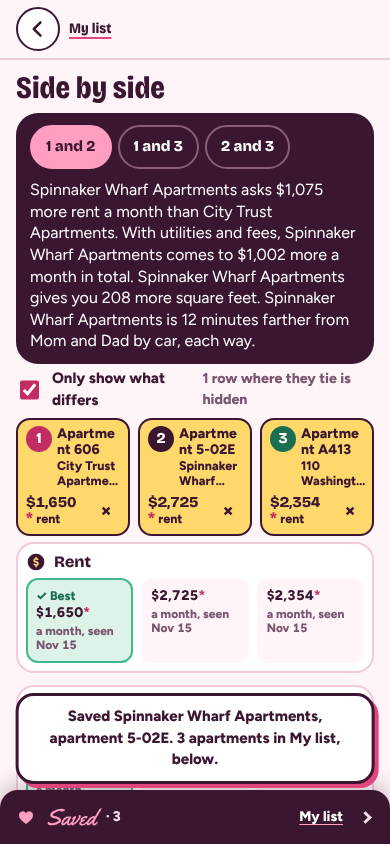 My list
Side by side
1 and 2
1 and 3
2 and 3
Spinnaker Wharf Apartments asks $1,075
more rent a month than City Trust
Apartments. With utilities and fees, Spinnaker
Wharf Apartments comes to $1,002 more a
month in total. Spinnaker Wharf Apartments
gives you 208 more square feet. Spinnaker
Wharf Apartments is 12 minutes farther from
Mom and Dad by car, each way.
Only show what
differs
1 row where they tie is
hidden
1
Apartme
nt 606
City Trust
Apartme...
$1,650
* rent
×
2
Apartme
nt 5-02E
Spinnaker
Wharf...
$2,725
* rent
×
3
Apartme
nt A413
110
Washingt...
$2,354
* rent
×
$ Rent
✓ Best
$1,650*
a month, seen
Nov 15
$2,725*
a month, seen
Nov 15
$2,354*
a month, seen
Nov 15
Saved Spinnaker Wharf Apartments,
apartment 5-02E. 3 apartments in My list,
below.
Saved · 3
My list